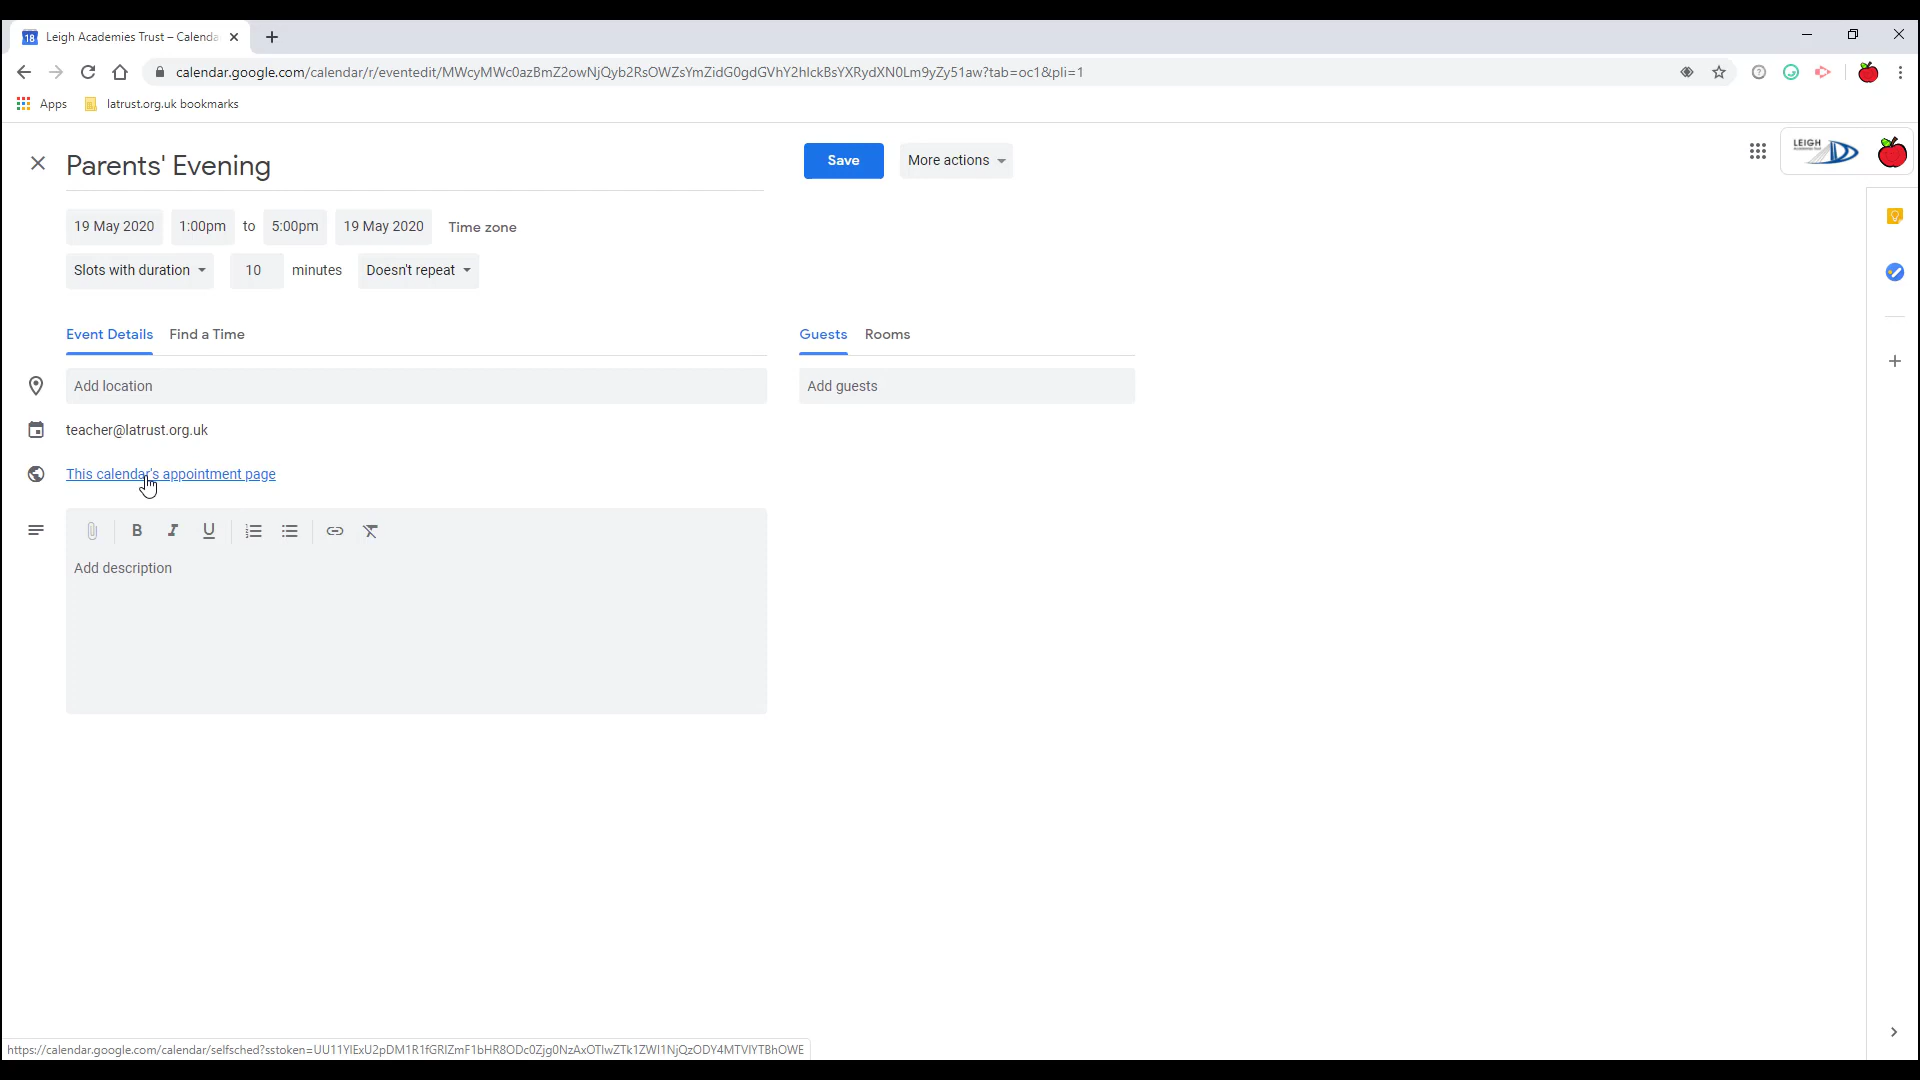 18 Leigh Academies Trust – Calenda
calendar.google.com/calendar/r/eventedit/MWcyMWc0azBmZ2owNjQyb2RsOWZsYmZidG0gdGVhY2hlckBsYXRydXN0Lm9yZy51aw?tab=oc1&pli=1
Apps latrust.org.uk bookmarks
Parents' Evening Save More actions
LEIGH
19 May 2020 1:00pm to 5:00pm 19 May 2020 Time zone
Slots with duration 10 minutes Doesn't repeat
Event Details Find a Time Guests Rooms
Add location Add guests
teacher@latrust.org.uk
This calendar's appointment page
B I U
Add description
https://calendar.google.com/calendar/selfsched?sstoken=UU11YlExU2pDM1R1fGRlZmF1bHR8ODc0Zjg0NzAxOTIwZTk1ZWI1NjQzODY4MTVlYTBhOWE